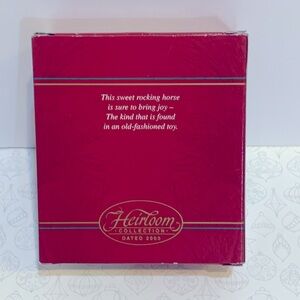 This sweet rocking horse
is sure to bring joy –
The kind that is found
in an old-fashioned toy.
Heirloom
COLLECTION
DATED 2005